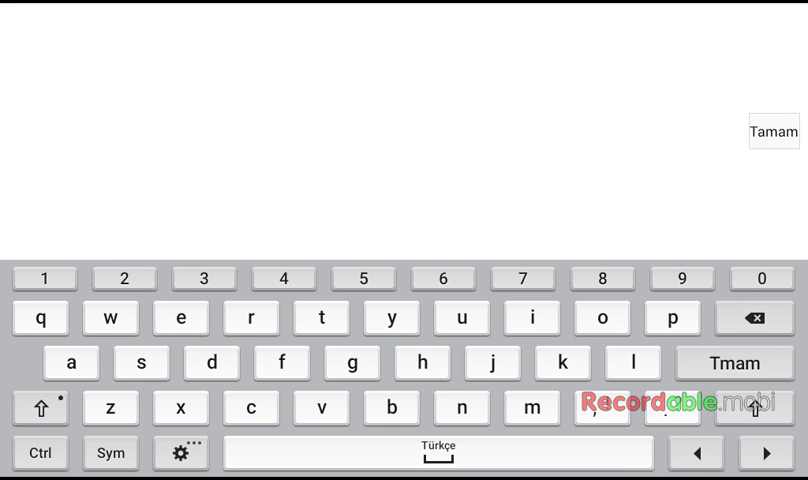 Tamam
1 2 3 4 5 6 7 8 9 0
q w e r t y u i o p
a s d f g h j k l Tmam
z x c v b n m , .
Recordable.mobi
Ctrl Sym Türkçe